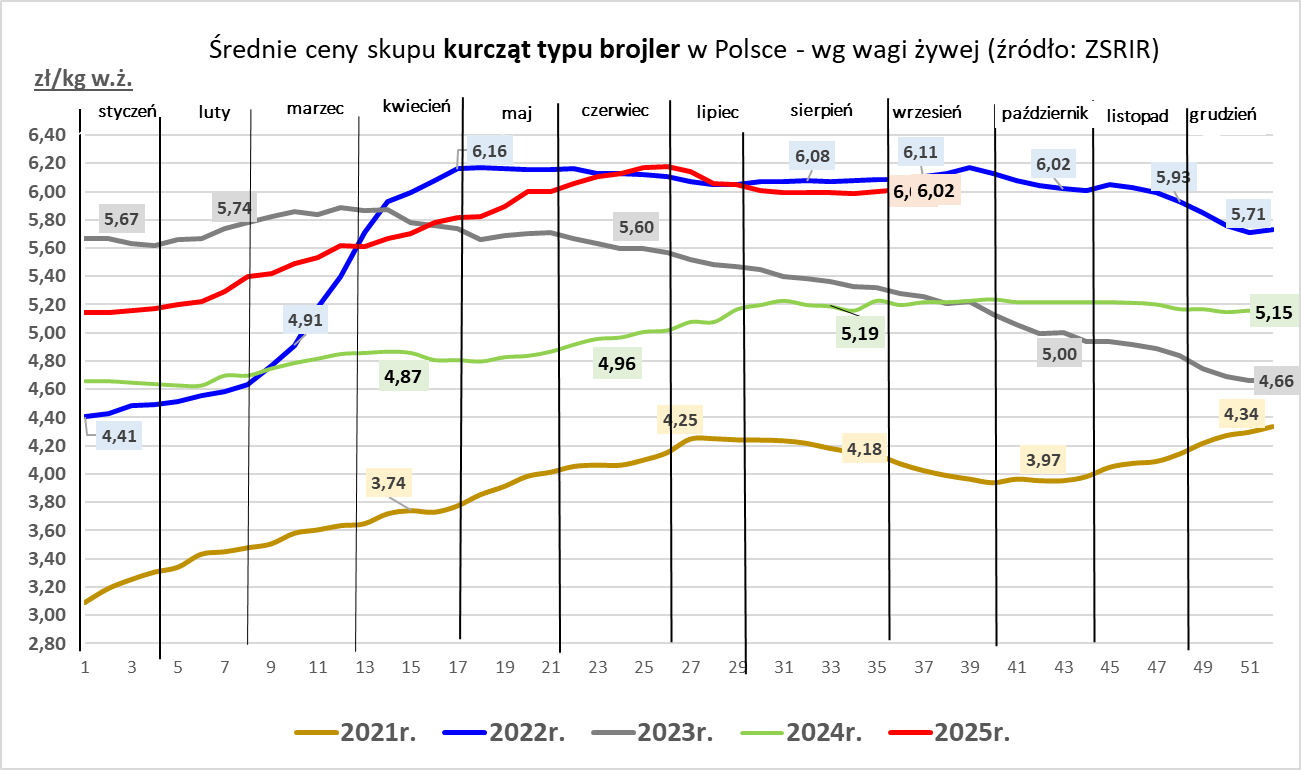 Średnie ceny skupu kurcząt typu brojler w Polsce - wg wagi żywej (źródło: ZSRIR)
zł/kg w.ż.
styczeń luty marzec kwiecień maj czerwiec lipiec sierpień wrzesień październik listopad grudzień
6,40
6,20
6,00
5,80
5,60
5,40
5,20
5,00
4,80
4,60
4,40
4,20
4,00
3,80
3,60
3,40
3,20
3,00
2,80
6,16 6,08 6,11 6,02 5,93
6,02
5,67 5,74 5,60 5,71
4,91 5,19 5,15
4,87 4,96 5,00 4,66
4,41 4,25 4,18 4,34
3,74 3,97
1 3 5 7 9 11 13 15 17 19 21 23 25 27 29 31 33 35 37 39 41 43 45 47 49 51
2021r. 2022r. 2023r. 2024r. 2025r.